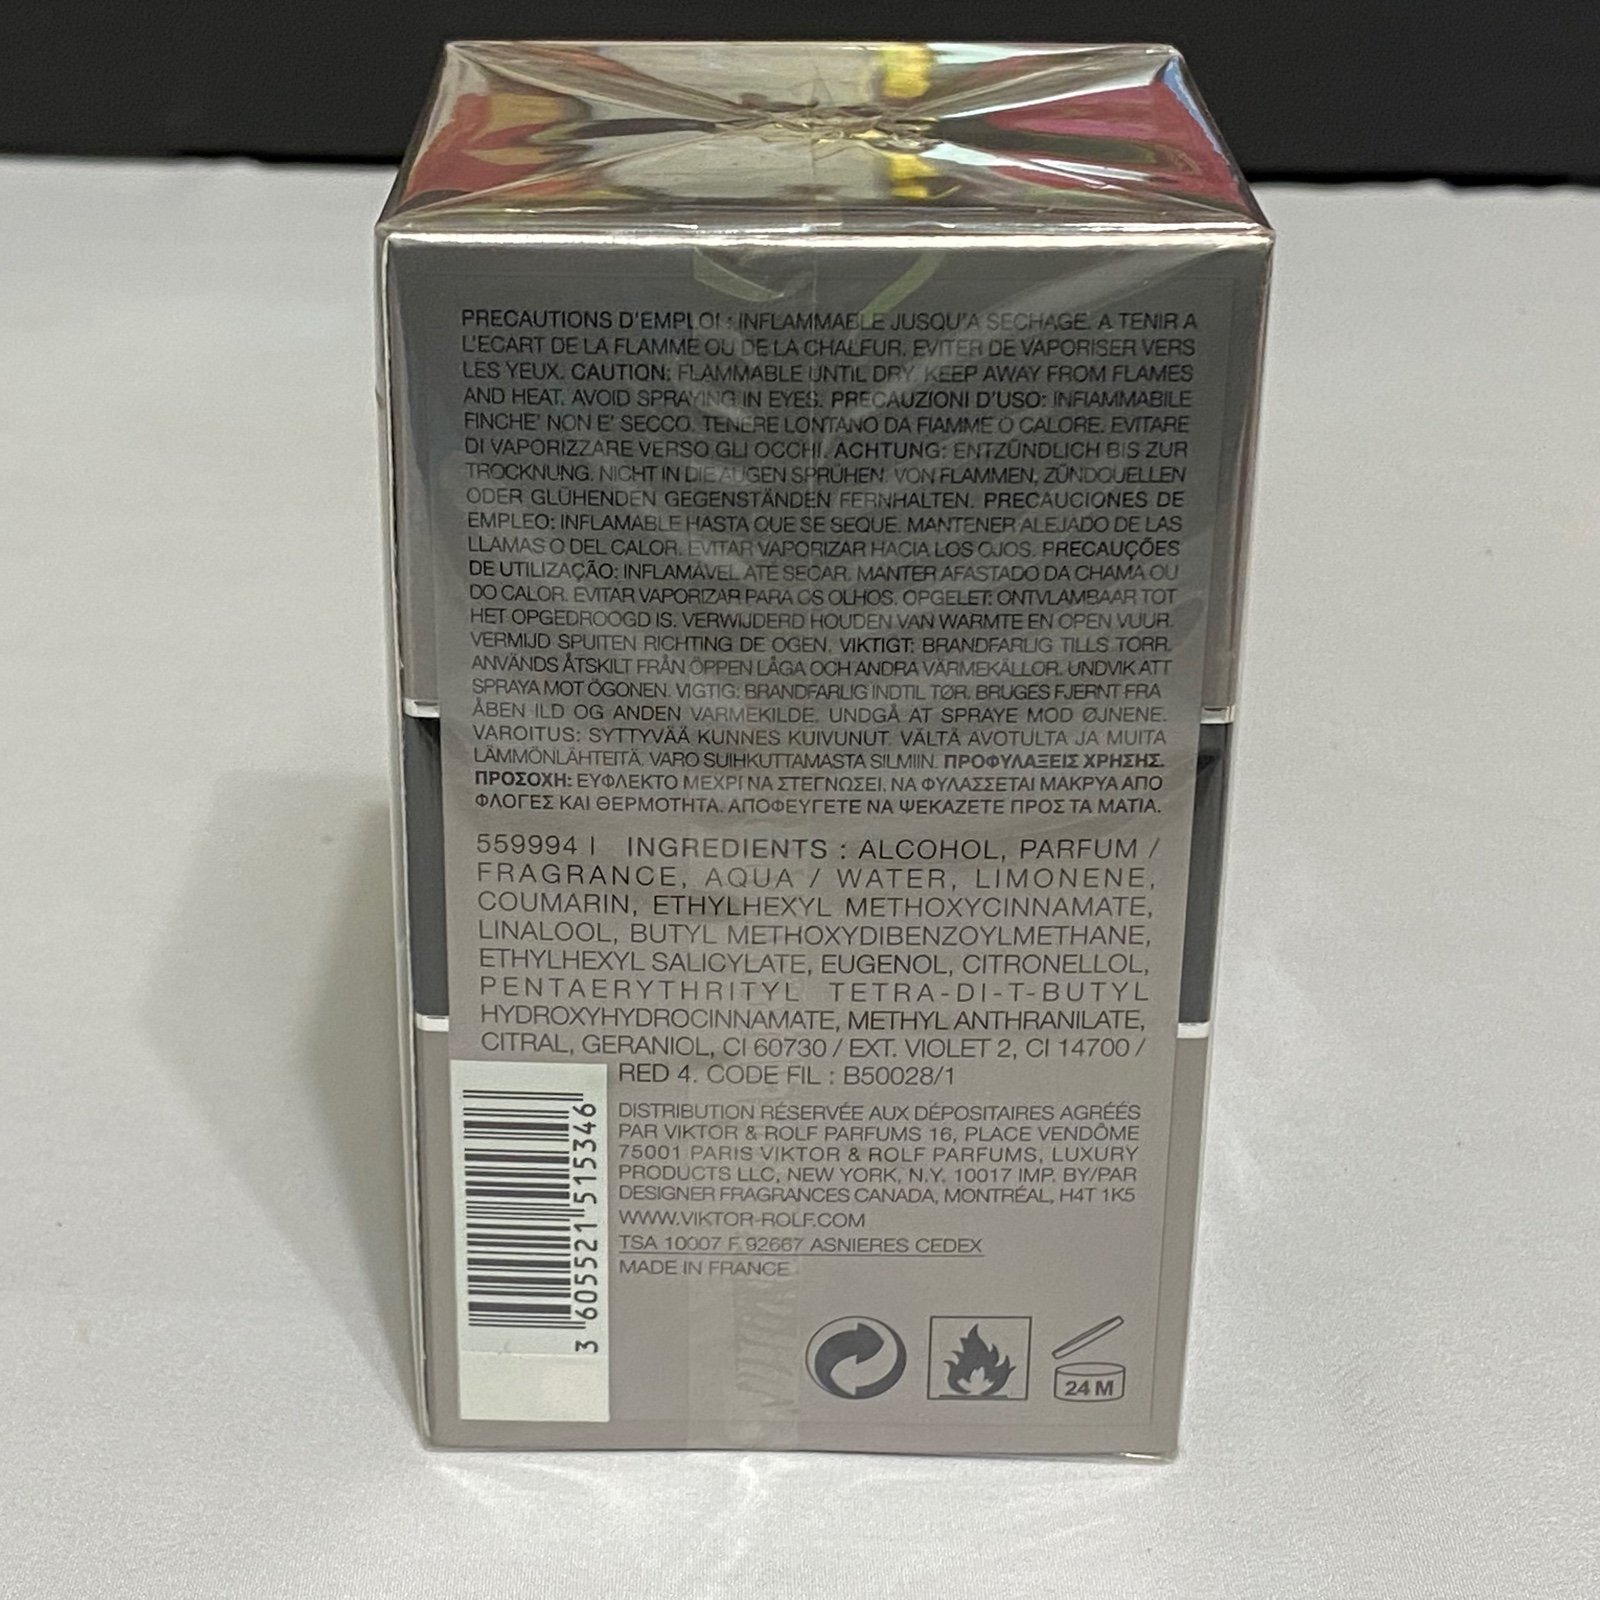 PRECAUTIONS D'EMPLOI : INFLAMMABLE JUSQU'A SECHAGE. A TENIR A
L'ECART DE LA FLAMME OU DE LA CHALEUR. EVITER DE VAPORISER VERS
LES YEUX. CAUTION: FLAMMABLE UNTIL DRY. KEEP AWAY FROM FLAMES
AND HEAT. AVOID SPRAYING IN EYES. PRECAUZIONI D'USO: INFIAMMABILE
FINCHE' NON E' SECCO. TENERE LONTANO DA FIAMME O CALORE. EVITARE
DI VAPORIZZARE VERSO GLI OCCHI. ACHTUNG: ENTZÜNDLICH BIS ZUR
TROCKNUNG. NICHT IN DIE AUGEN SPRÜHEN. VON FLAMMEN, ZÜNDQUELLEN
ODER GLÜHENDEN GEGENSTÄNDEN FERNHALTEN. PRECAUCIONES DE
EMPLEO: INFLAMABLE HASTA QUE SE SEQUE. MANTENER ALEJADO DE LAS
LLAMAS O DEL CALOR. EVITAR VAPORIZAR HACIA LOS OJOS. PRECAUÇÕES
DE UTILIZAÇÃO: INFLAMÁVEL ATÉ SECAR. MANTER AFASTADO DA CHAMA OU
DO CALOR. EVITAR VAPORIZAR PARA OS OLHOS. OPGELET: ONTVLAMBAAR TOT
HET OPGEDROOGD IS. VERWIJDERD HOUDEN VAN WARMTE EN OPEN VUUR.
VERMIJD SPUITEN RICHTING DE OGEN. VIKTIGT: BRANDFARLIG TILLS TORR.
ANVÄNDS ÅTSKILT FRÅN ÖPPEN LÅGA OCH ANDRA VÄRMEKÄLLOR. UNDVIK ATT
SPRAYA MOT ÖGONEN. VIGTIG: BRANDFARLIG INDTIL TØR. BRUGES FJERNT FRA
ÅBEN ILD OG ANDEN VARMEKILDE. UNDGÅ AT SPRAYE MOD ØJNENE.
VAROITUS: SYTTYVÄÄ KUNNES KUIVUNUT. VÄLTÄ AVOTULTA JA MUITA
LÄMMÖNLÄHTEITÄ. VARO SUIHKUTTAMASTA SILMIIN. ΠΡΟΦΥΛΑΞΕΙΣ ΧΡΗΣΗΣ.
ΠΡΟΣΟΧΗ: ΕΥΦΛΕΚΤΟ ΜΕΧΡΙ ΝΑ ΣΤΕΓΝΩΣΕΙ. ΝΑ ΦΥΛΑΣΣΕΤΑΙ ΜΑΚΡΥΑ ΑΠΟ
ΦΛΟΓΕΣ ΚΑΙ ΘΕΡΜΟΤΗΤΑ. ΑΠΟΦΕΥΓΕΤΕ ΝΑ ΨΕΚΑΖΕΤΕ ΠΡΟΣ ΤΑ ΜΑΤΙΑ.
559994 I INGREDIENTS : ALCOHOL, PARFUM /
FRAGRANCE, AQUA / WATER, LIMONENE,
COUMARIN, ETHYLHEXYL METHOXYCINNAMATE,
LINALOOL, BUTYL METHOXYDIBENZOYLMETHANE,
ETHYLHEXYL SALICYLATE, EUGENOL, CITRONELLOL,
PENTAERYTHRITYL TETRA-DI-T-BUTYL
HYDROXYHYDROCINNAMATE, METHYL ANTHRANILATE,
CITRAL, GERANIOL, CI 60730 / EXT. VIOLET 2, CI 14700 /
RED 4. CODE FIL : B50028/1
DISTRIBUTION RÉSERVÉE AUX DÉPOSITAIRES AGRÉÉS
PAR VIKTOR & ROLF PARFUMS 16, PLACE VENDÔME
75001 PARIS VIKTOR & ROLF PARFUMS, LUXURY
PRODUCTS LLC, NEW YORK, N.Y. 10017 IMP. BY/PAR
DESIGNER FRAGRANCES CANADA, MONTRÉAL, H4T 1K5
WWW.VIKTOR-ROLF.COM
TSA 10007 F 92667 ASNIERES CEDEX
MADE IN FRANCE
3 605521 515346
24 M